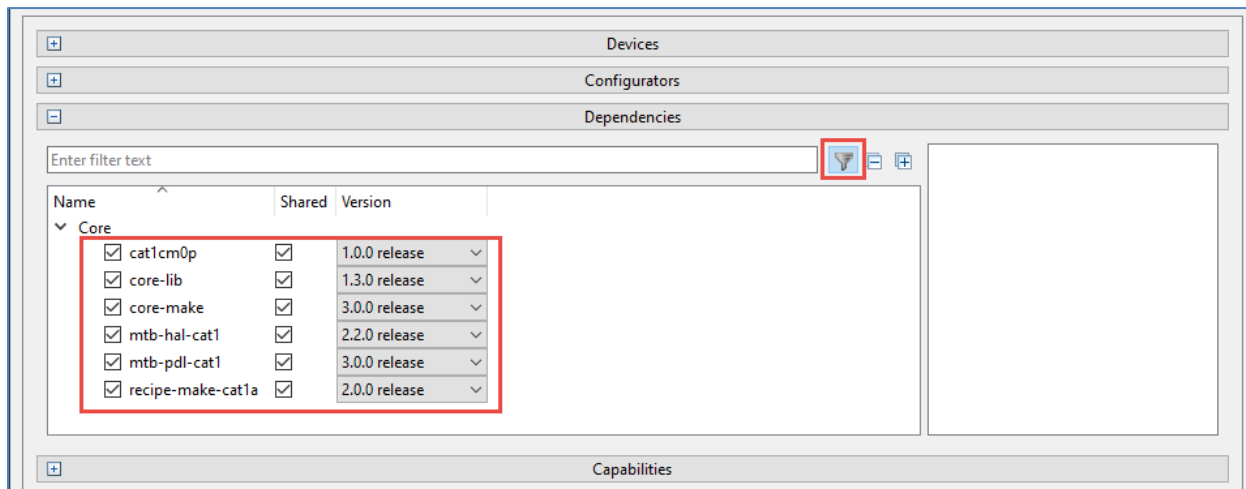 Devices
Configurators
Dependencies
Enter filter text
Name Shared Version
Core
cat1cm0p 1.0.0 release
core-lib 1.3.0 release
core-make 3.0.0 release
mtb-hal-cat1 2.2.0 release
mtb-pdl-cat1 3.0.0 release
recipe-make-cat1a 2.0.0 release
Capabilities